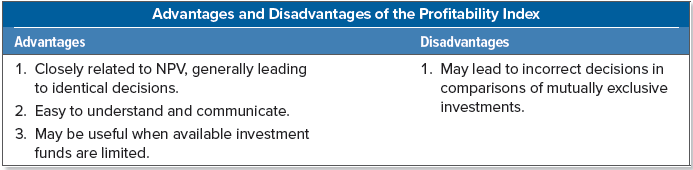 Advantages and Disadvantages of the Profitability Index
Advantages
1. Closely related to NPV, generally leading
to identical decisions.
2. Easy to understand and communicate.
3. May be useful when available investment
funds are limited.
Disadvantages
1. May lead to incorrect decisions in
comparisons of mutually exclusive
investments.